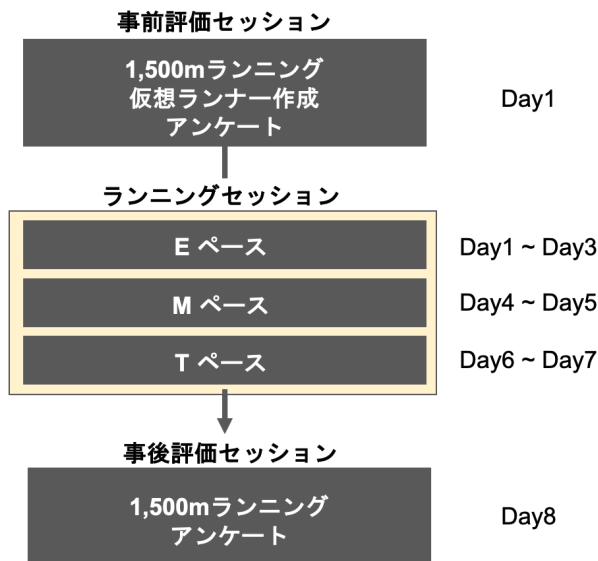 事前評価セッション
1,500mランニング
仮想ランナー作成
アンケート
Day1
ランニングセッション
E ペース
Day1 ~ Day3
M ペース
Day4 ~ Day5
T ペース
Day6 ~ Day7
事後評価セッション
1,500mランニング
アンケート
Day8